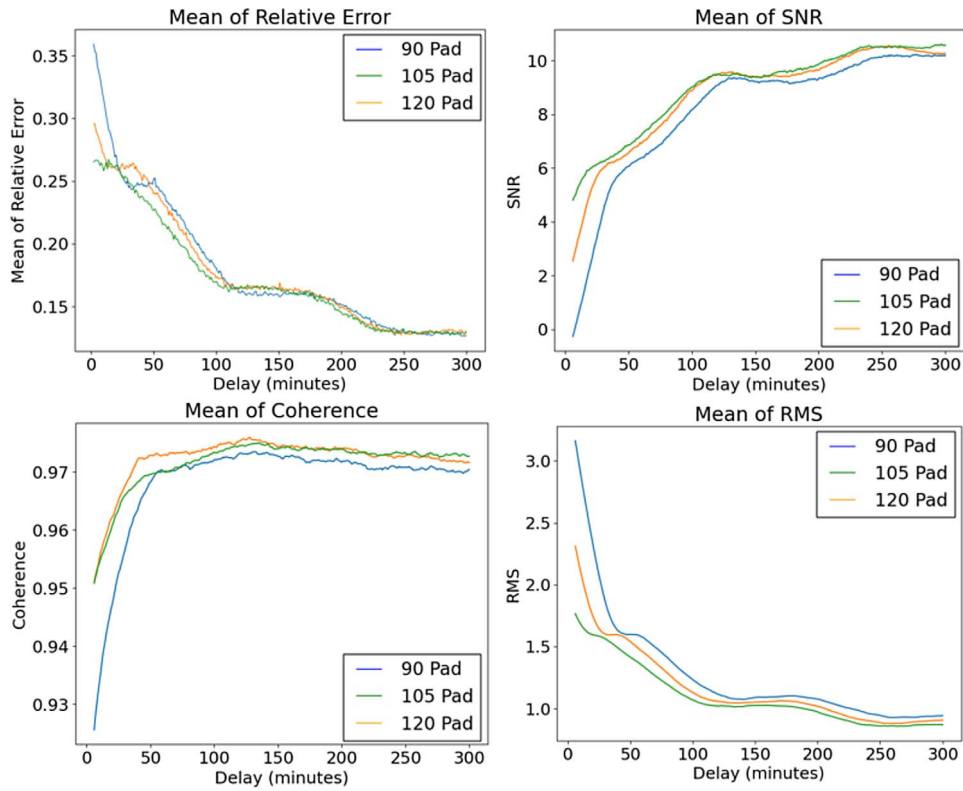 Mean of Relative Error
Mean of Relative Error
0.35
0.30
0.25
0.20
0.15
90 Pad
105 Pad
120 Pad
0 50 100 150 200 250 300
Delay (minutes)
Mean of SNR
SNR
10
8
6
4
2
0
90 Pad
105 Pad
120 Pad
0 50 100 150 200 250 300
Delay (minutes)
Mean of Coherence
Coherence
0.97
0.96
0.95
0.94
0.93
90 Pad
105 Pad
120 Pad
0 50 100 150 200 250 300
Delay (minutes)
Mean of RMS
RMS
3.0
2.5
2.0
1.5
1.0
90 Pad
105 Pad
120 Pad
0 50 100 150 200 250 300
Delay (minutes)